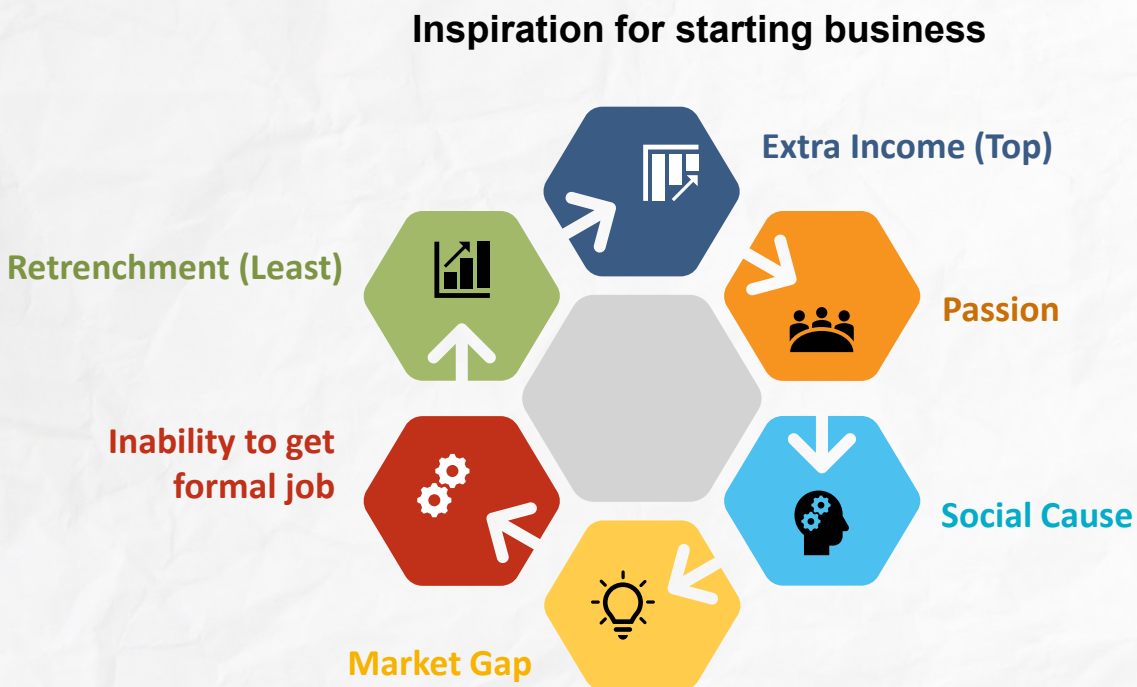 Inspiration for starting business
Extra Income (Top)
Passion
Social Cause
Market Gap
Inability to get
formal job
Retrenchment (Least)